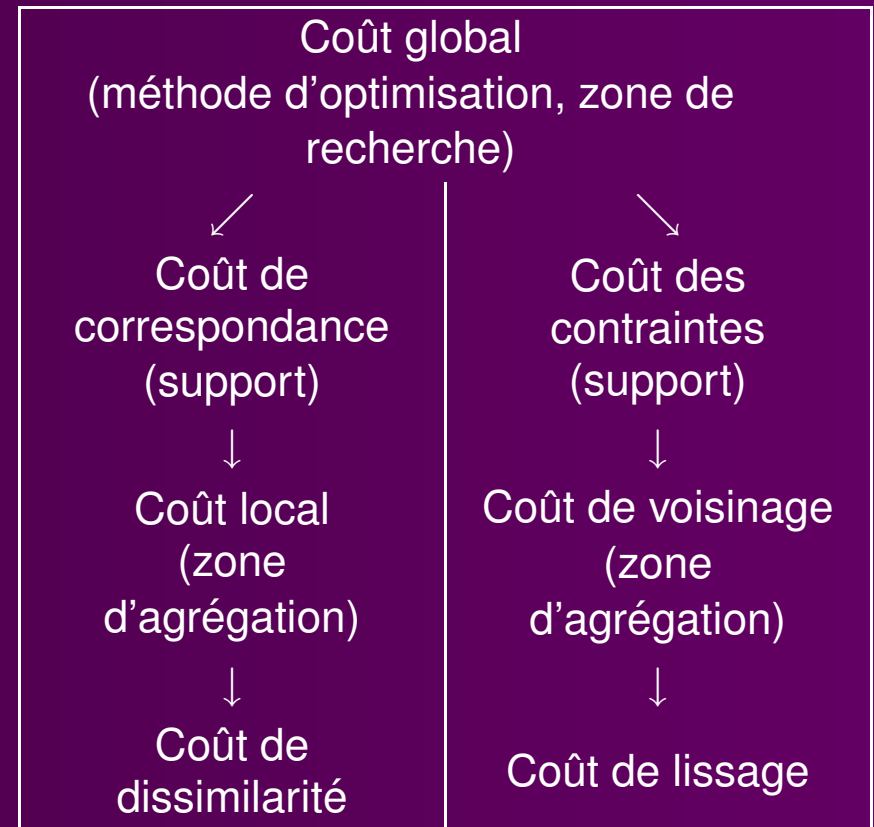 Coût global
(méthode d'optimisation, zone de
recherche)
↙
Coût de
correspondance
(support)
↓
Coût local
(zone
d'agrégation)
↓
Coût de
dissimilarité
↘
Coût des
contraintes
(support)
↓
Coût de voisinage
(zone
d'agrégation)
↓
Coût de lissage